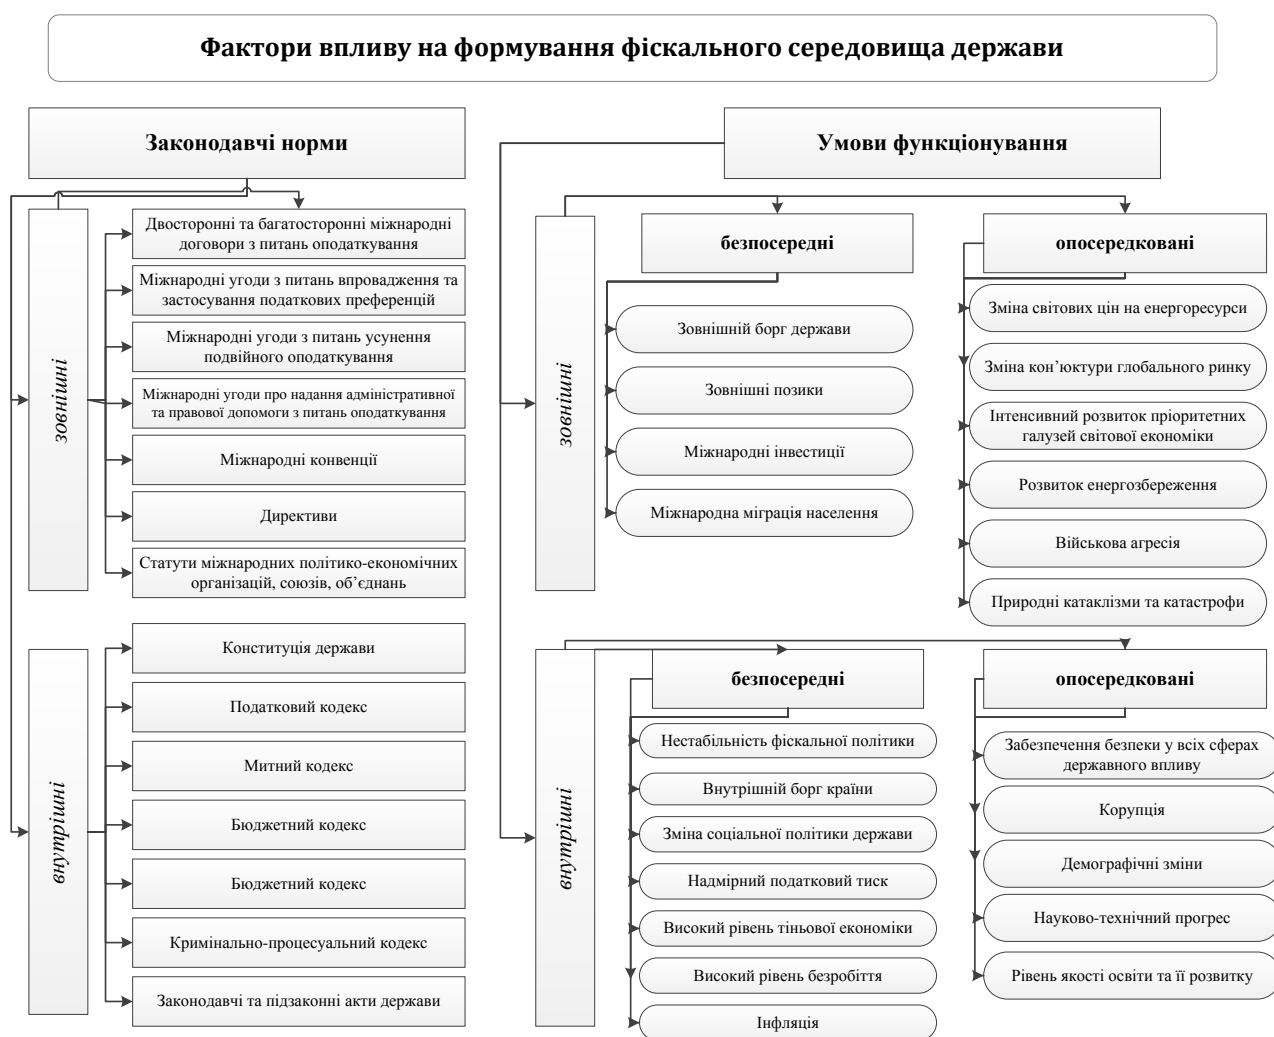 Фактори впливу на формування фіскального середовища держави
Законодавчі норми
зовнішні
Двосторонні та багатосторонні міжнародні
договори з питань оподаткування
Міжнародні угоди з питань впровадження та
застосування податкових преференцій
Міжнародні угоди з питань усунення
подвійного оподаткування
Міжнародні угоди про надання адміністративної
та правової допомоги з питань оподаткування
Міжнародні конвенції
Директиви
Статути міжнародних політико-економічних
організацій, союзів, об’єднань
внутрішні
Конституція держави
Податковий кодекс
Митний кодекс
Бюджетний кодекс
Бюджетний кодекс
Кримінально-процесуальний кодекс
Законодавчі та підзаконні акти держави
Умови функціонування
зовнішні
безпосередні
Зовнішній борг держави
Зовнішні позики
Міжнародні інвестиції
Міжнародна міграція населення
опосередковані
Зміна світових цін на енергоресурси
Зміна кон’юктури глобального ринку
Інтенсивний розвиток пріоритетних
галузей світової економіки
Розвиток енергозбереження
Військова агресія
Природні катаклізми та катастрофи
внутрішні
безпосередні
Нестабільність фіскальної політики
Внутрішній борг країни
Зміна соціальної політики держави
Надмірний податковий тиск
Високий рівень тіньової економіки
Високий рівень безробіття
Інфляція
опосередковані
Забезпечення безпеки у всіх сферах
державного впливу
Корупція
Демографічні зміни
Науково-технічний прогрес
Рівень якості освіти та її розвитку